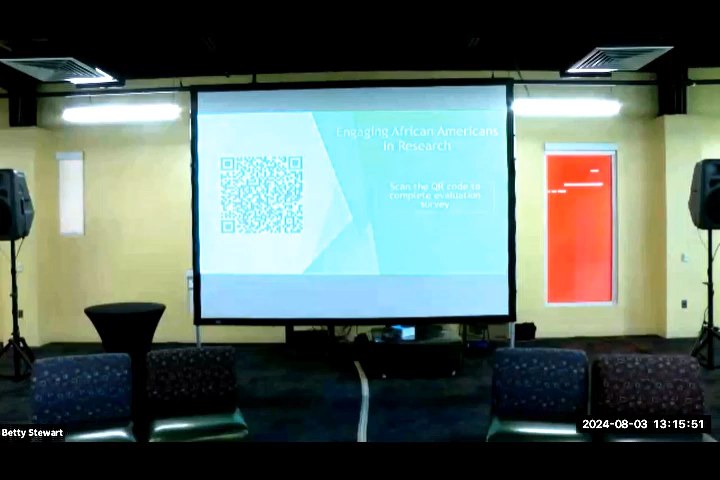 Engaging African Americans
in Research
Scan the QR code to
complete evaluation
survey
Betty Stewart
2024-08-03 13:15:51